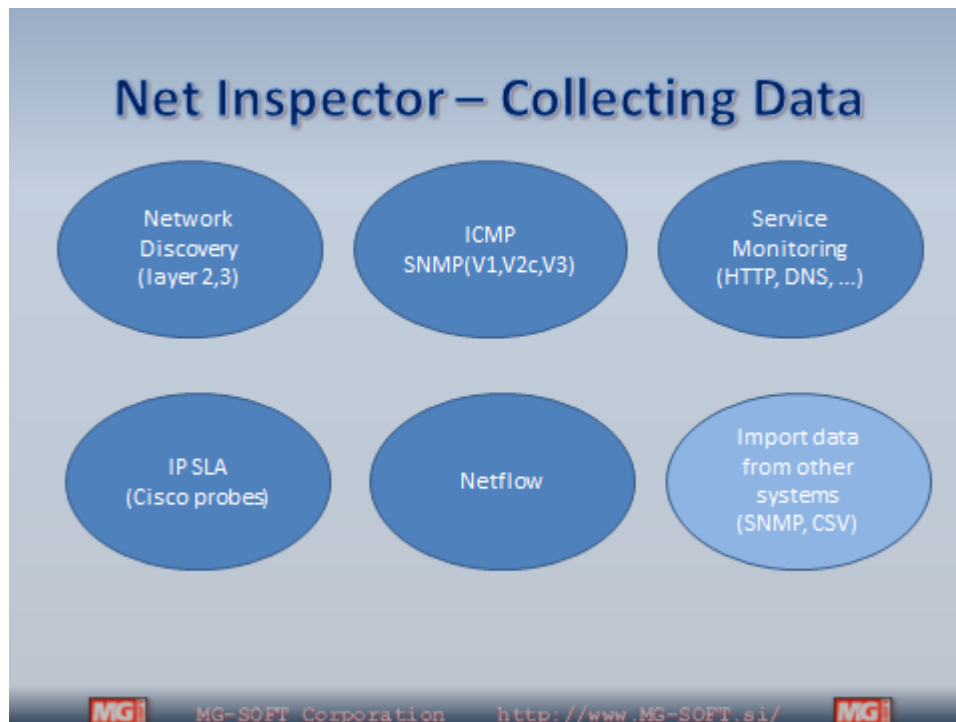 Net Inspector – Collecting Data
Network
Discovery
(layer 2,3)
ICMP
SNMP(V1,V2c,V3)
Service
Monitoring
(HTTP, DNS, ...)
IP SLA
(Cisco probes)
Netflow
Import data
from other
systems
(SNMP, CSV)
MG MG-SOFT Corporation http://www.MG-SOFT.si/ MG